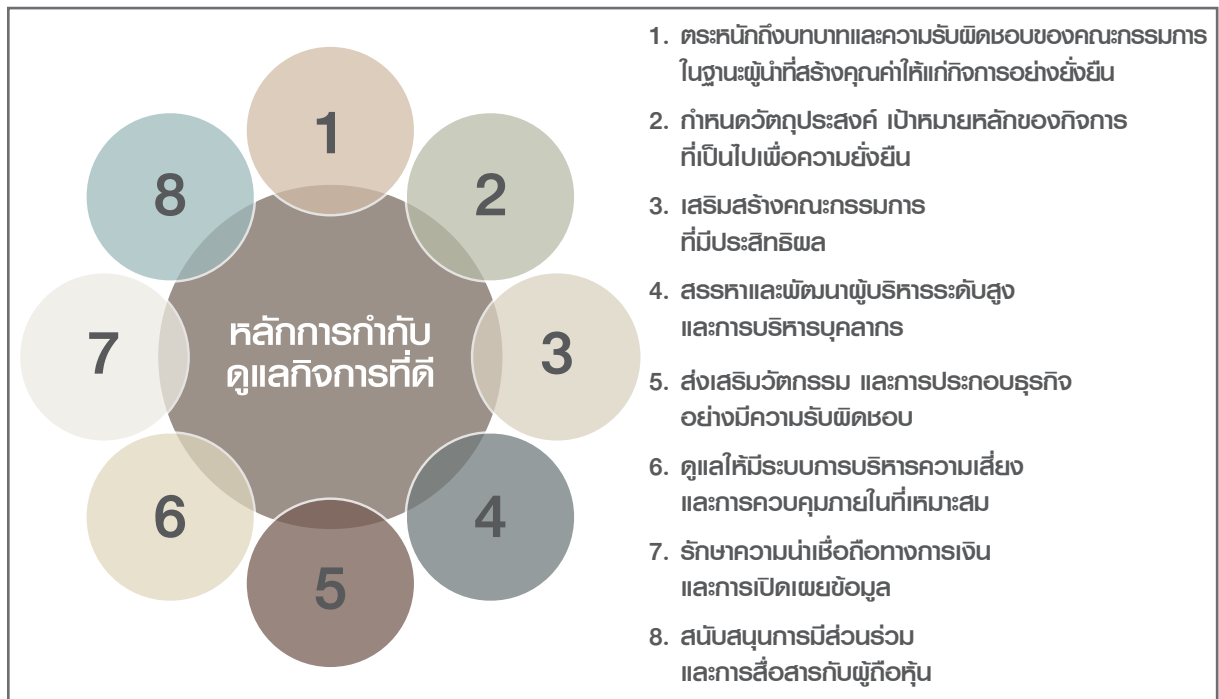 1
2
3
4
5
6
7
8
หลักการกำกับ
ดูแลกิจการที่ดี
1. ตระหนักถึงบทบาทและความรับผิดชอบของคณะกรรมการ
ในฐานะผู้นำที่สร้างคุณค่าให้แก่กิจการอย่างยั่งยืน
2. กำหนดวัตถุประสงค์ เป้าหมายหลักของกิจการ
ที่เป็นไปเพื่อความยั่งยืน
3. เสริมสร้างคณะกรรมการ
ที่มีประสิทธิผล
4. สรรหาและพัฒนาผู้บริหารระดับสูง
และการบริหารบุคลากร
5. ส่งเสริมวัตกรรม และการประกอบธุรกิจ
อย่างมีความรับผิดชอบ
6. ดูแลให้มีระบบการบริหารความเสี่ยง
และการควบคุมภายในที่เหมาะสม
7. รักษาความน่าเชื่อถือทางการเงิน
และการเปิดเผยข้อมูล
8. สนับสนุนการมีส่วนร่วม
และการสื่อสารกับผู้ถือหุ้น